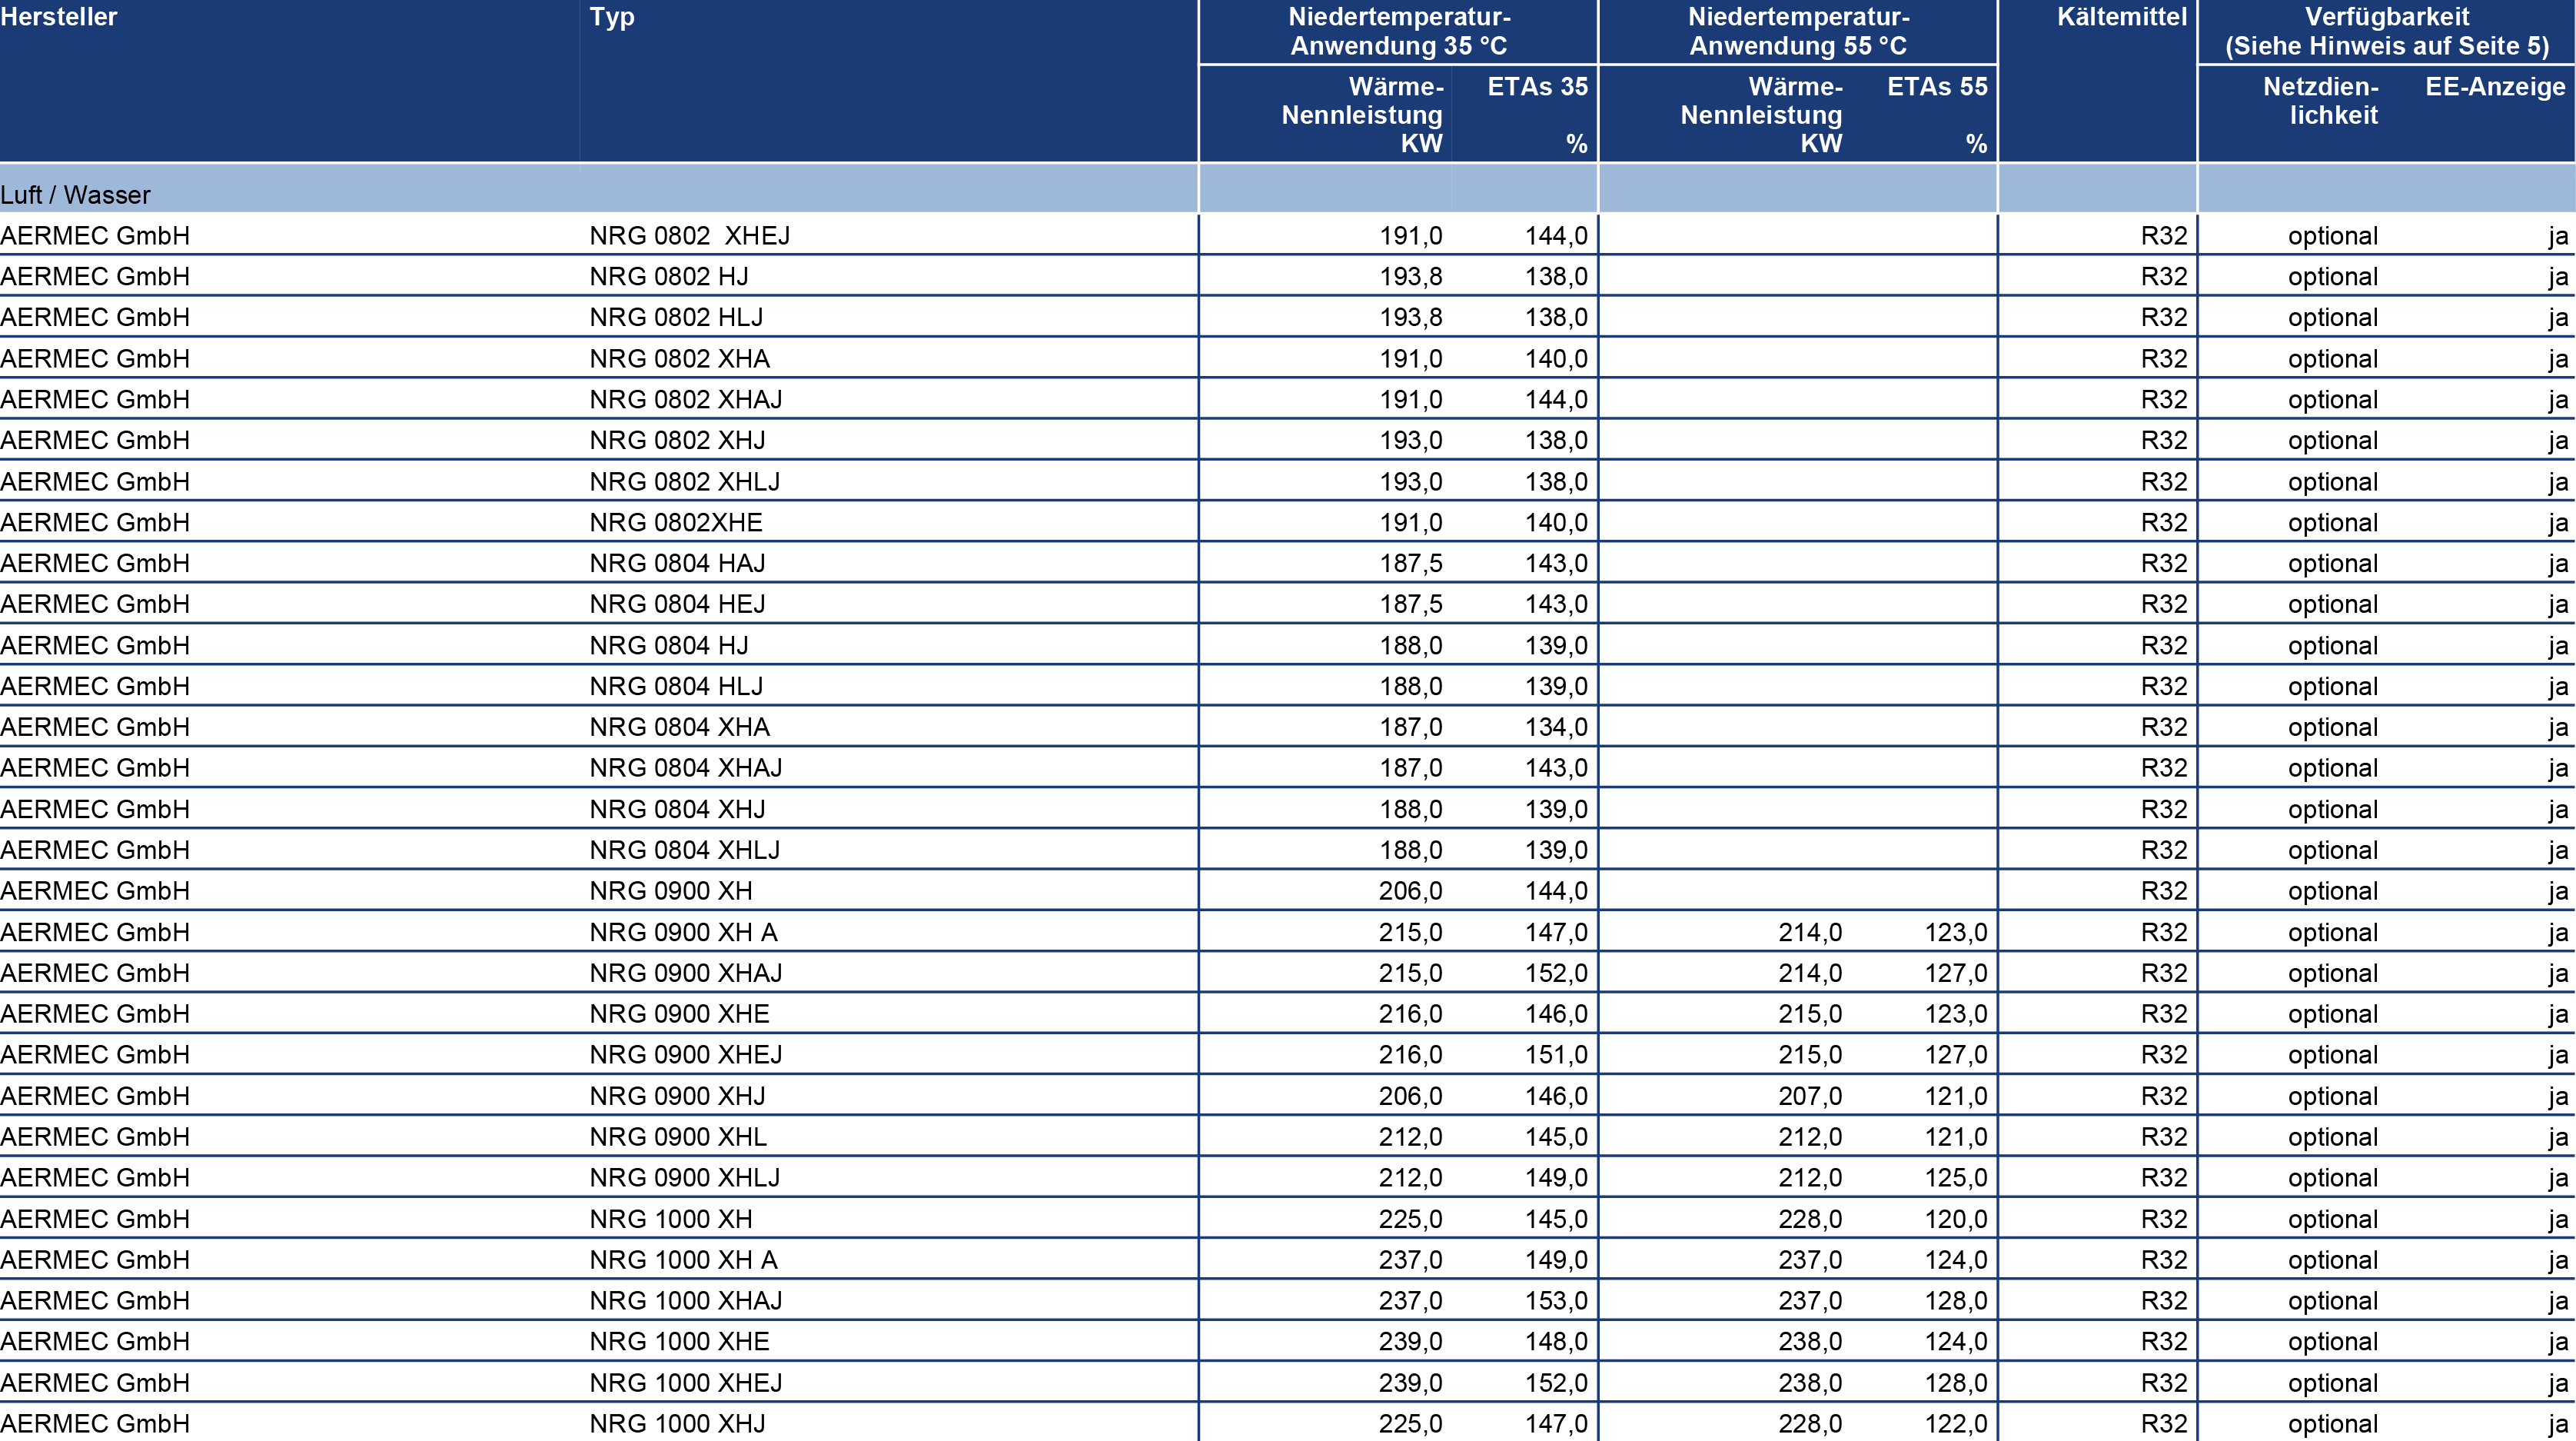 Hersteller Typ Niedertemperatur- Niedertemperatur- Kältemittel Verfügbarkeit
Anwendung 35 °C Anwendung 55 °C (Siehe Hinweis auf Seite 5)
Wärme- ETAs 35 Wärme- ETAs 55 Netzdien- EE-Anzeige
Nennleistung Nennleistung lichkeit
KW % KW %
Luft / Wasser
AERMEC GmbH NRG 0802  XHEJ 191,0 144,0 R32 optional ja
AERMEC GmbH NRG 0802 HJ 193,8 138,0 R32 optional ja
AERMEC GmbH NRG 0802 HLJ 193,8 138,0 R32 optional ja
AERMEC GmbH NRG 0802 XHA 191,0 140,0 R32 optional ja
AERMEC GmbH NRG 0802 XHAJ 191,0 144,0 R32 optional ja
AERMEC GmbH NRG 0802 XHJ 193,0 138,0 R32 optional ja
AERMEC GmbH NRG 0802 XHLJ 193,0 138,0 R32 optional ja
AERMEC GmbH NRG 0802XHE 191,0 140,0 R32 optional ja
AERMEC GmbH NRG 0804 HAJ 187,5 143,0 R32 optional ja
AERMEC GmbH NRG 0804 HEJ 187,5 143,0 R32 optional ja
AERMEC GmbH NRG 0804 HJ 188,0 139,0 R32 optional ja
AERMEC GmbH NRG 0804 HLJ 188,0 139,0 R32 optional ja
AERMEC GmbH NRG 0804 XHA 187,0 134,0 R32 optional ja
AERMEC GmbH NRG 0804 XHAJ 187,0 143,0 R32 optional ja
AERMEC GmbH NRG 0804 XHJ 188,0 139,0 R32 optional ja
AERMEC GmbH NRG 0804 XHLJ 188,0 139,0 R32 optional ja
AERMEC GmbH NRG 0900 XH 206,0 144,0 R32 optional ja
AERMEC GmbH NRG 0900 XH A 215,0 147,0 214,0 123,0 R32 optional ja
AERMEC GmbH NRG 0900 XHAJ 215,0 152,0 214,0 127,0 R32 optional ja
AERMEC GmbH NRG 0900 XHE 216,0 146,0 215,0 123,0 R32 optional ja
AERMEC GmbH NRG 0900 XHEJ 216,0 151,0 215,0 127,0 R32 optional ja
AERMEC GmbH NRG 0900 XHJ 206,0 146,0 207,0 121,0 R32 optional ja
AERMEC GmbH NRG 0900 XHL 212,0 145,0 212,0 121,0 R32 optional ja
AERMEC GmbH NRG 0900 XHLJ 212,0 149,0 212,0 125,0 R32 optional ja
AERMEC GmbH NRG 1000 XH 225,0 145,0 228,0 120,0 R32 optional ja
AERMEC GmbH NRG 1000 XH A 237,0 149,0 237,0 124,0 R32 optional ja
AERMEC GmbH NRG 1000 XHAJ 237,0 153,0 237,0 128,0 R32 optional ja
AERMEC GmbH NRG 1000 XHE 239,0 148,0 238,0 124,0 R32 optional ja
AERMEC GmbH NRG 1000 XHEJ 239,0 152,0 238,0 128,0 R32 optional ja
AERMEC GmbH NRG 1000 XHJ 225,0 147,0 228,0 122,0 R32 optional ja